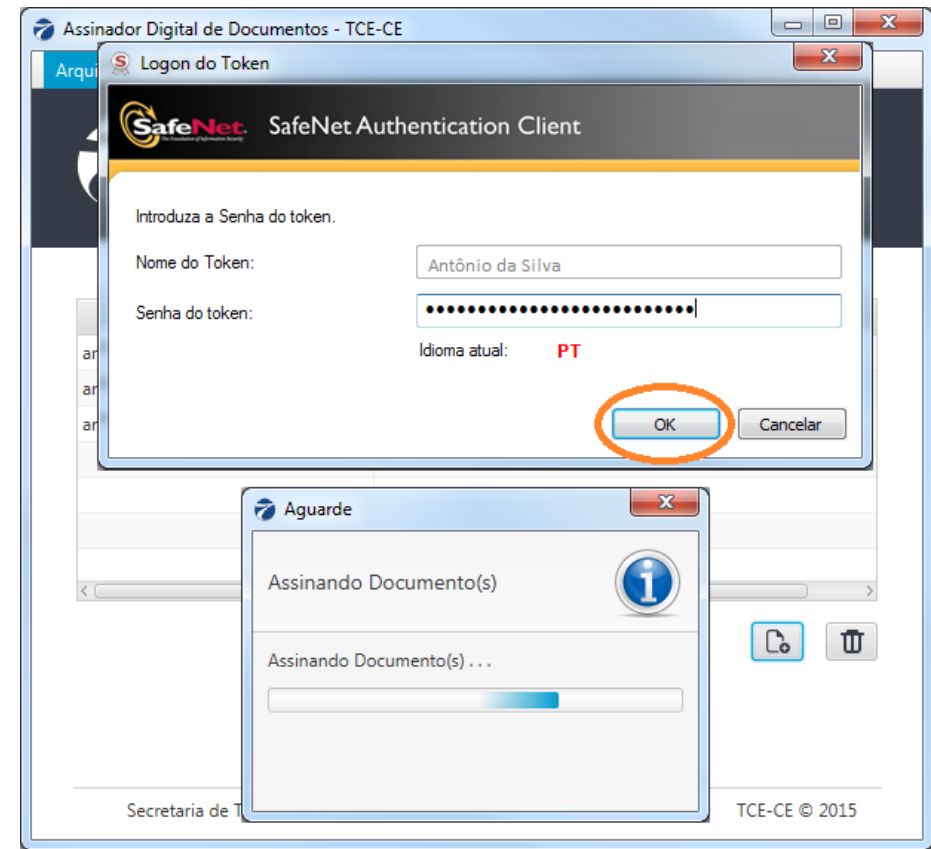 Assinador Digital de Documentos - TCE-CE
Arqui
Logon do Token
SafeNet. SafeNet Authentication Client
Introduza a Senha do token.
Nome do Token: Antônio da Silva
Senha do token: ••••••••••••••••••••••••••
Idioma atual: PT
OK Cancelar
ar
ar
ar
Aguarde
Assinando Documento(s)
Assinando Documento(s) . . .
Secretaria de T
TCE-CE © 2015